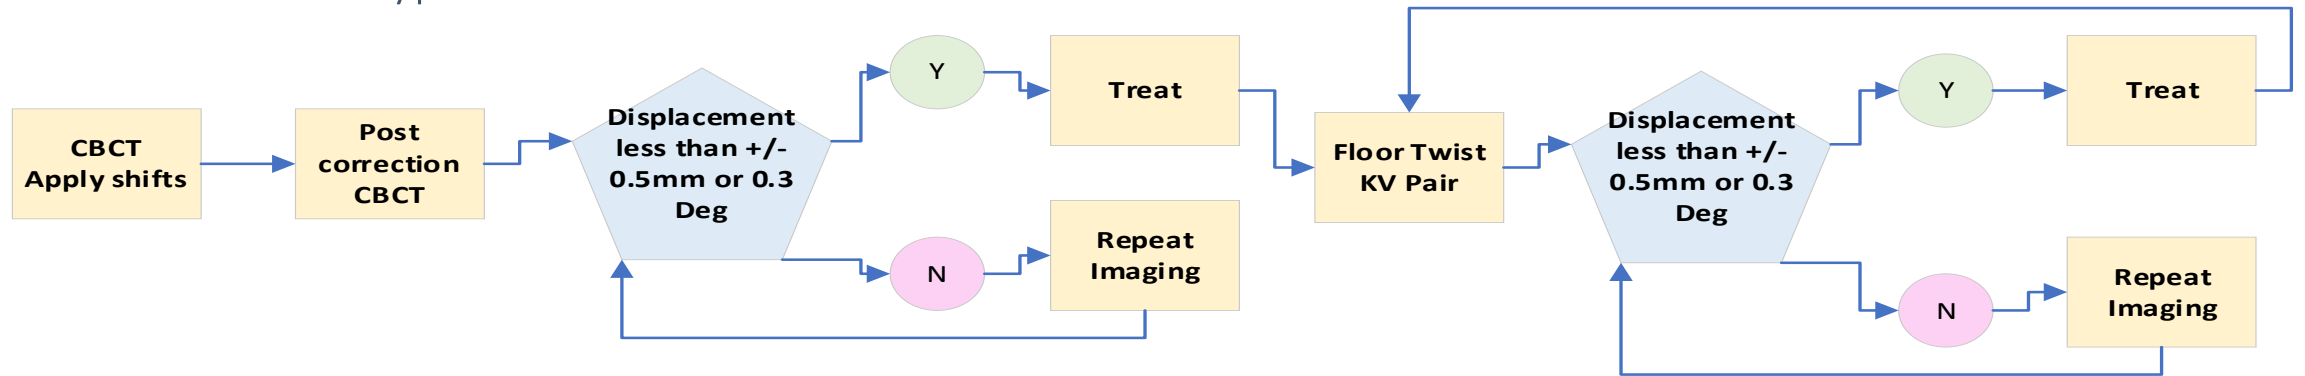 CBCT
Apply shifts
Post
correction
CBCT
Displacement
less than +/-
0.5mm or 0.3
Deg
Y
Treat
N
Repeat
Imaging
Floor Twist
KV Pair
Displacement
less than +/-
0.5mm or 0.3
Deg
Y
Treat
N
Repeat
Imaging